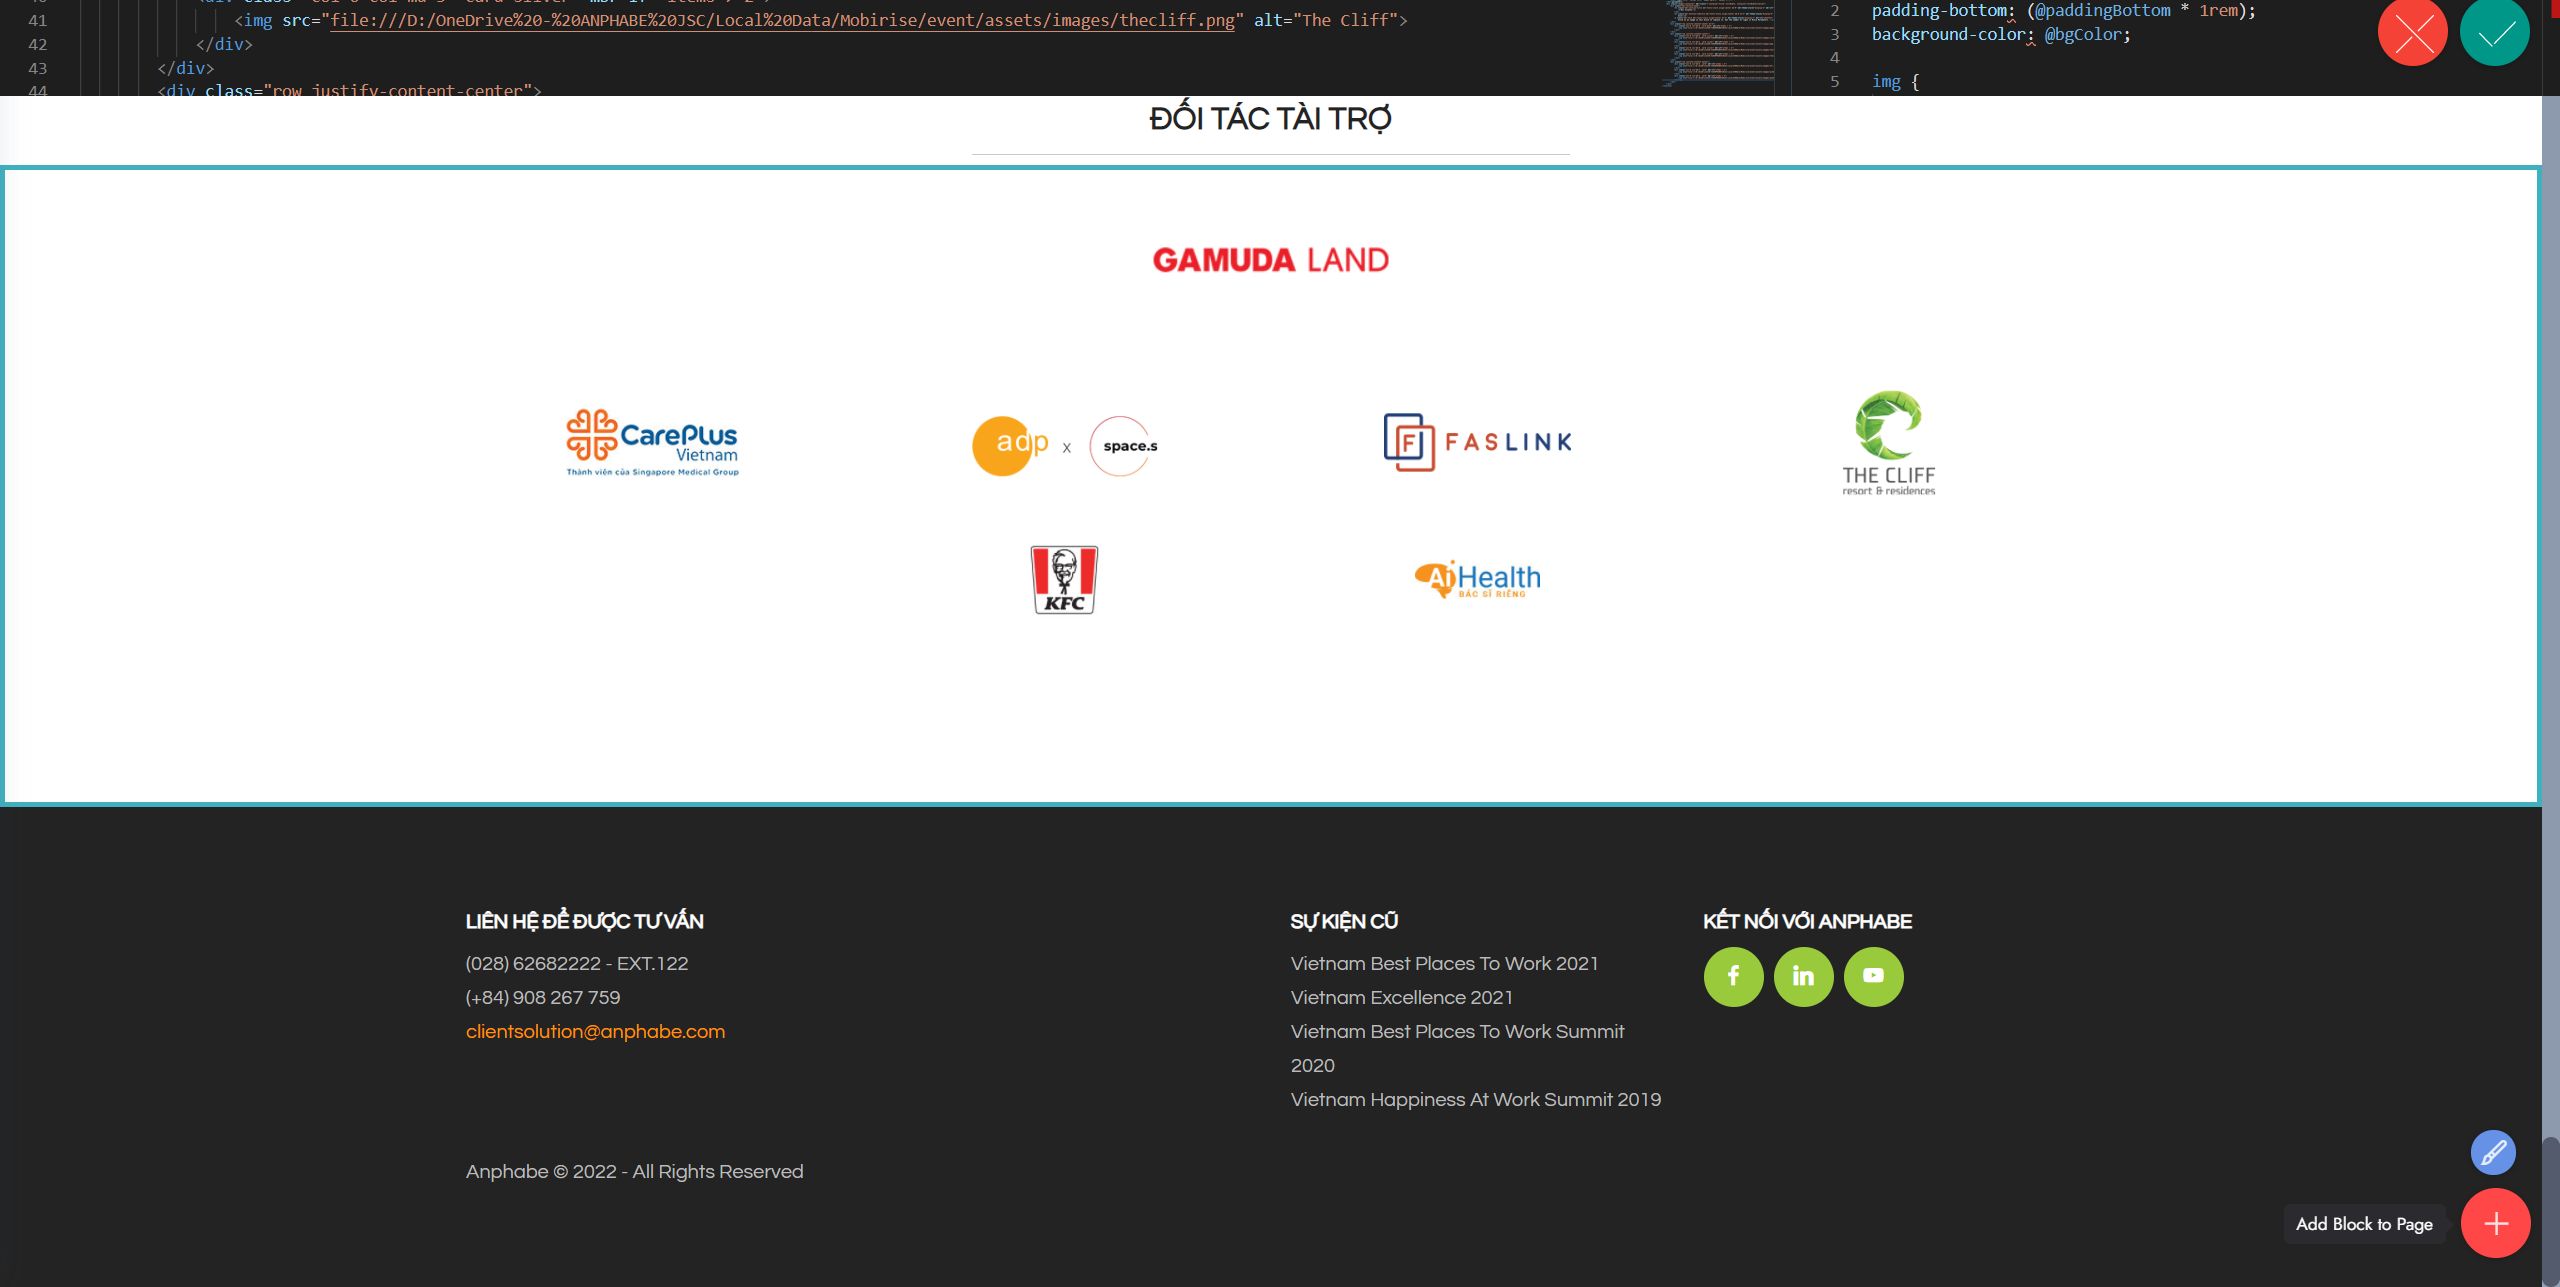 41 <img src="file:///D:/OneDrive%20-%20ANPHABE%20JSC/Local%20Data/Mobirise/event/assets/images/thecliff.png" alt="The Cliff">
42 </div>
43 </div>
44 <div class="row justify-content-center">
2 padding-bottom: (@paddingBottom * 1rem);
3 background-color: @bgColor;
4
5 img {
ĐỐI TÁC TÀI TRỢ
GAMUDA LAND
CarePlus
Vietnam
Thành viên của Singapore Medical Group
adp x space.s
F FASLINK
THE CLIFF
resort & residences
KFC
AiHealth
BÁC SĨ RIÊNG
LIÊN HỆ ĐỂ ĐƯỢC TƯ VẤN
(028) 62682222 - EXT.122
(+84) 908 267 759
clientsolution@anphabe.com
SỰ KIỆN CŨ
Vietnam Best Places To Work 2021
Vietnam Excellence 2021
Vietnam Best Places To Work Summit
2020
Vietnam Happiness At Work Summit 2019
KẾT NỐI VỚI ANPHABE
Anphabe © 2022 - All Rights Reserved
Add Block to Page